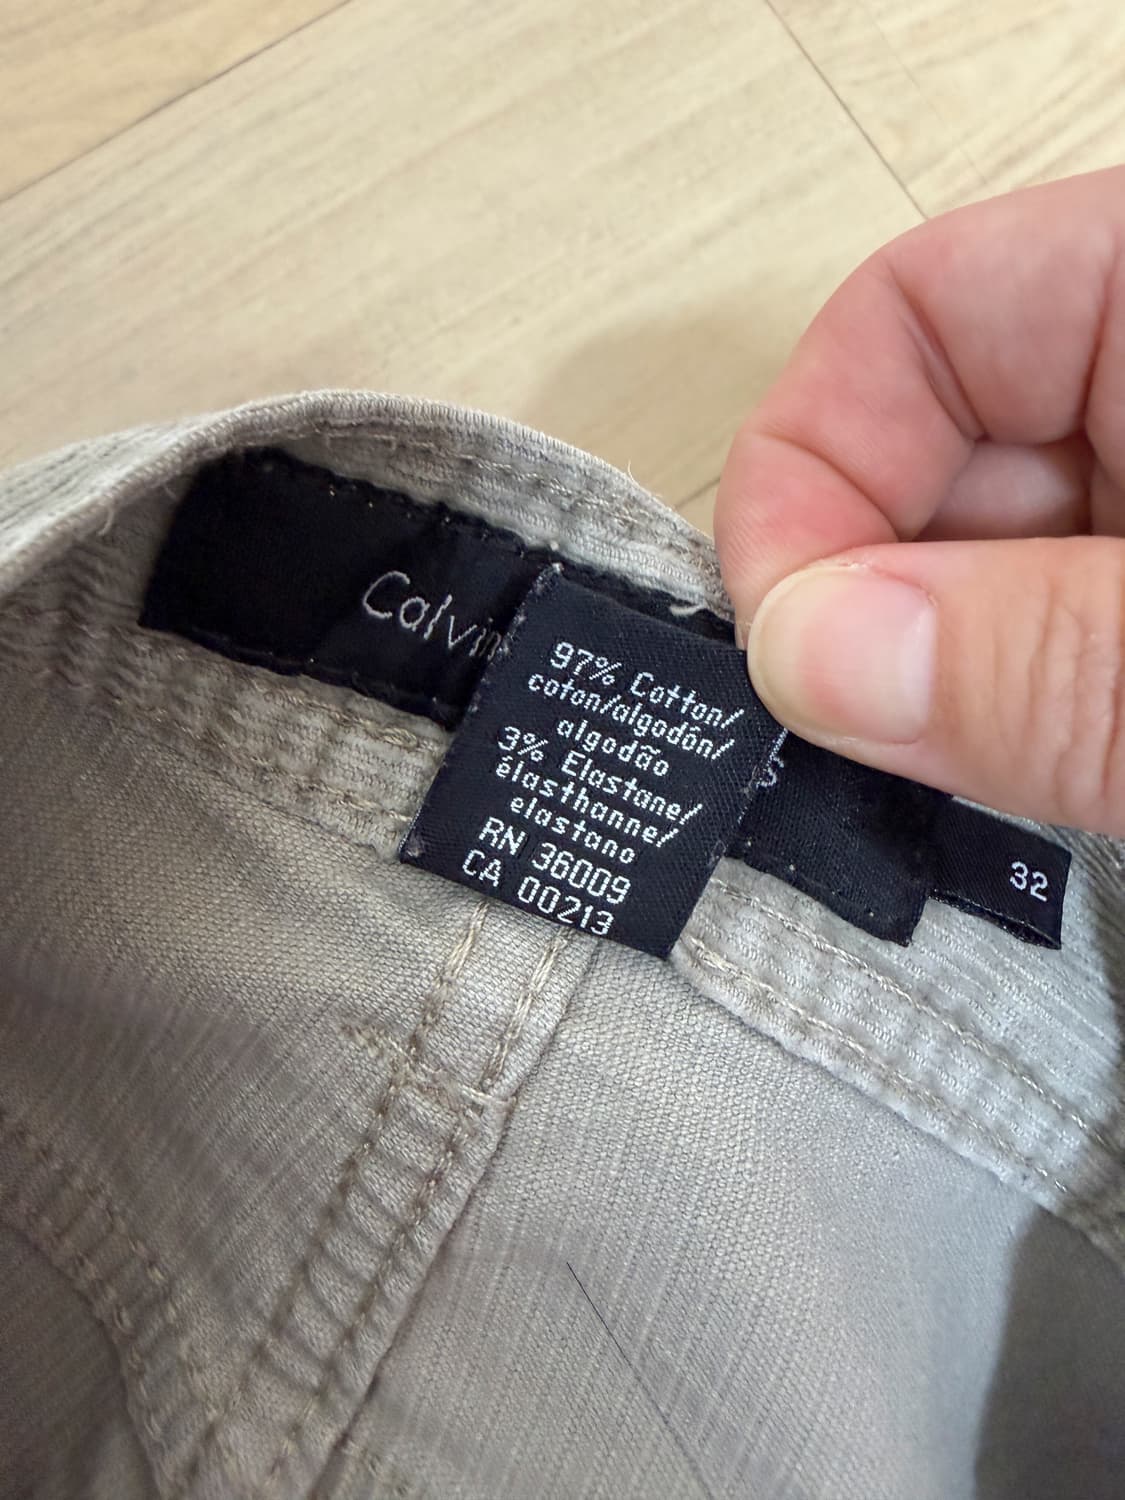 Calvin
97% Cotton/
coton/algodón/
algodão
3% Elastane/
élasthanne/
elastano
RN 36009
CA 00213
32